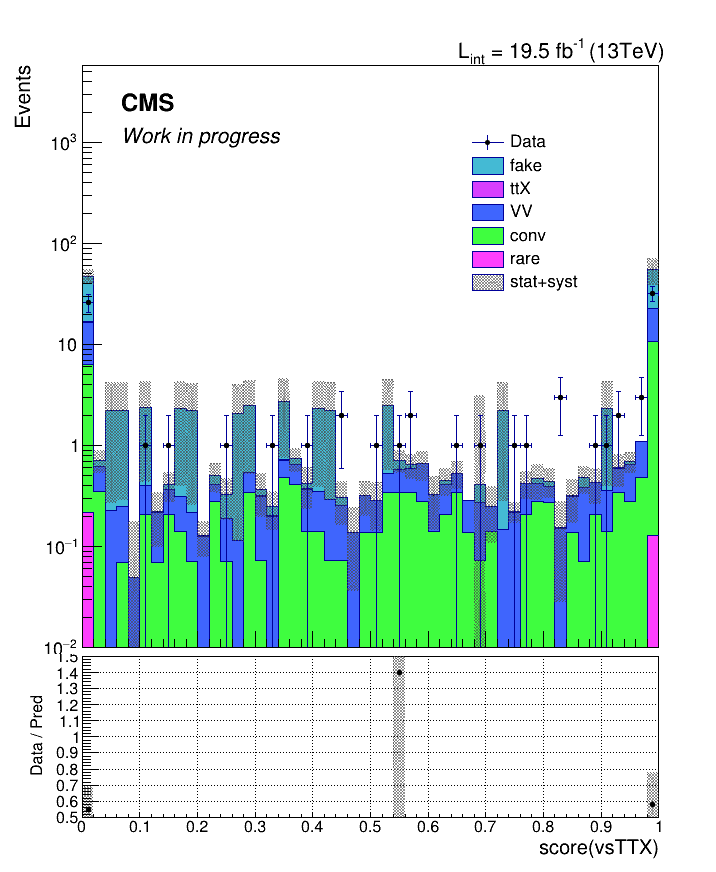 L_int = 19.5 fb^-1 (13TeV)
Events
CMS
Work in progress
Data
fake
ttX
VV
conv
rare
stat+syst
10^3
10^2
10
1
10^-1
10^-2
Data / Pred
1.5
1.4
1.3
1.2
1.1
1
0.9
0.8
0.7
0.6
0.5
0 0.1 0.2 0.3 0.4 0.5 0.6 0.7 0.8 0.9 1
score(vsTTX)